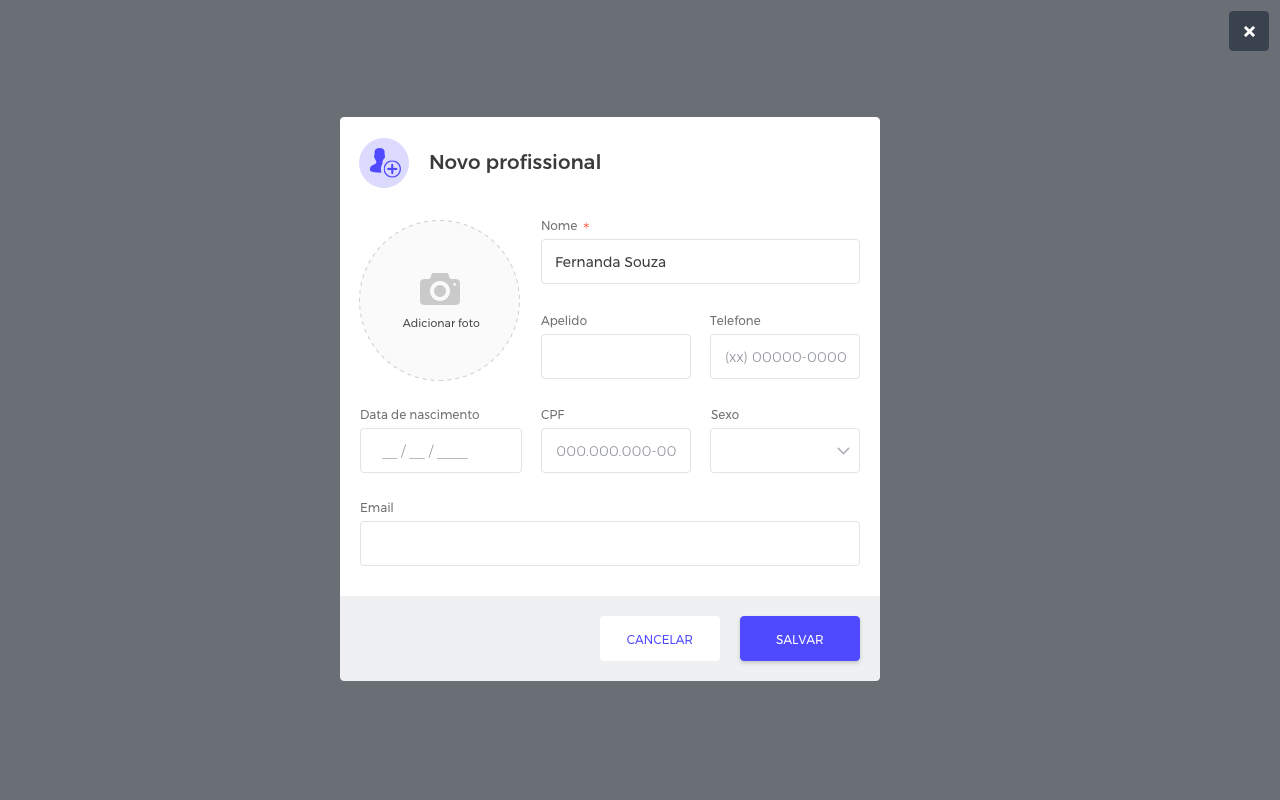 Novo profissional
Nome *
Fernanda Souza
Adicionar foto
Apelido
Telefone
(xx) 00000-0000
Data de nascimento
CPF
Sexo
__ / __ / ____
000.000.000-00
Email
CANCELAR
SALVAR